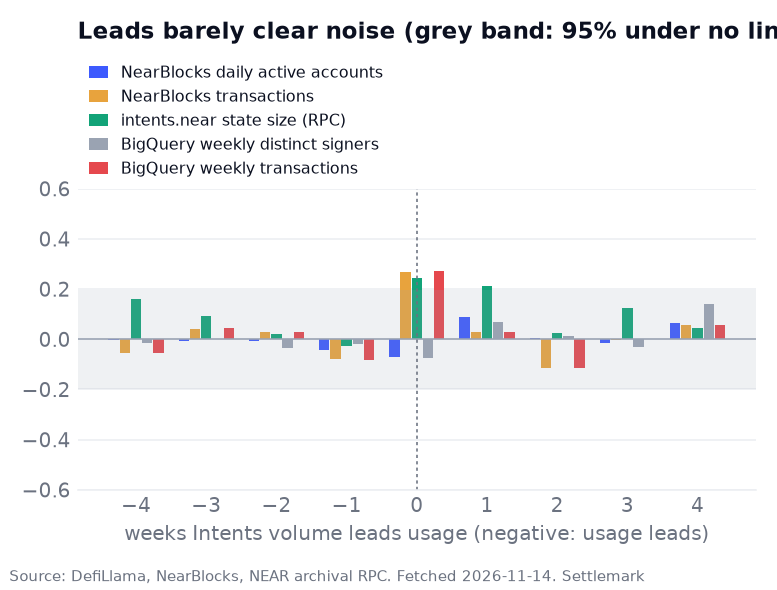 Leads barely clear noise (grey band: 95% under no lin
NearBlocks daily active accounts
NearBlocks transactions
intents.near state size (RPC)
BigQuery weekly distinct signers
BigQuery weekly transactions
0.6
0.4
0.2
0.0
−0.2
−0.4
−0.6
−4 −3 −2 −1 0 1 2 3 4
weeks Intents volume leads usage (negative: usage leads)
Source: DefiLlama, NearBlocks, NEAR archival RPC. Fetched 2026-11-14. Settlemark